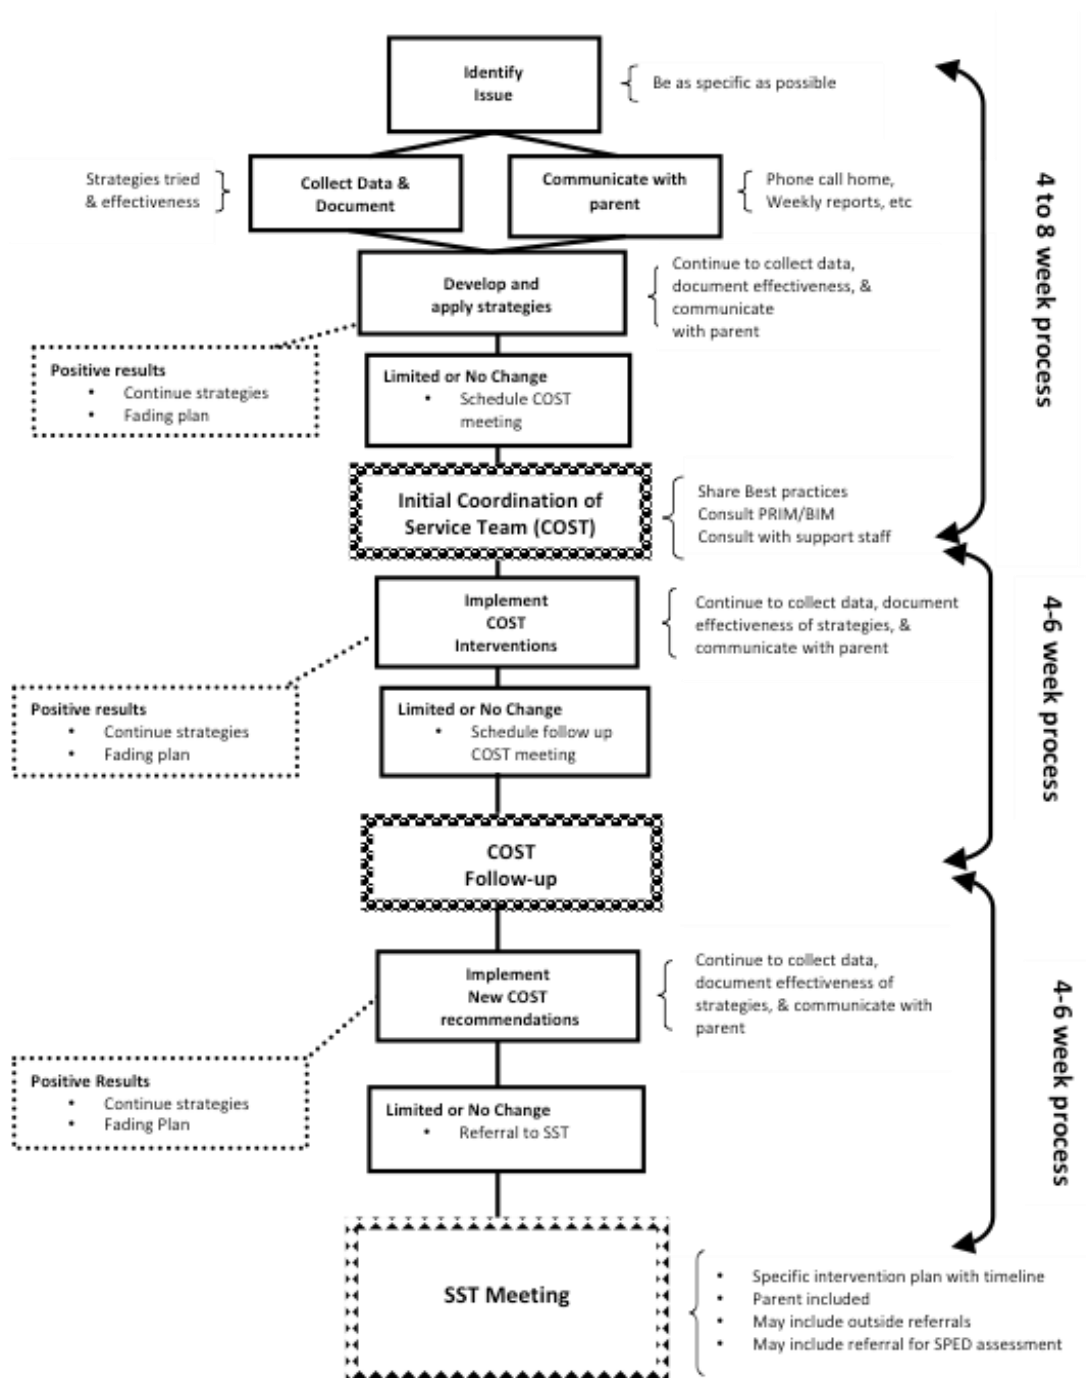 Identify
Issue
Be as specific as possible
Strategies tried
& effectiveness
Collect Data &
Document
Communicate with
parent
Phone call home,
Weekly reports, etc
Develop and
apply strategies
Continue to collect data,
document effectiveness, &
communicate
with parent
4 to 8 week process
Positive results
• Continue strategies
• Fading plan
Limited or No Change
• Schedule COST
meeting
Initial Coordination of
Service Team (COST)
Share Best practices
Consult PRIM/BIM
Consult with support staff
Implement
COST
Interventions
Continue to collect data, document
effectiveness of strategies, &
communicate with parent
4-6 week process
Positive results
• Continue strategies
• Fading plan
Limited or No Change
• Schedule follow up
COST meeting
COST
Follow-up
Implement
New COST
recommendations
Continue to collect data,
document effectiveness of
strategies, & communicate with
parent
4-6 week process
Positive Results
• Continue strategies
• Fading Plan
Limited or No Change
• Referral to SST
SST Meeting
• Specific intervention plan with timeline
• Parent included
• May include outside referrals
• May include referral for SPED assessment